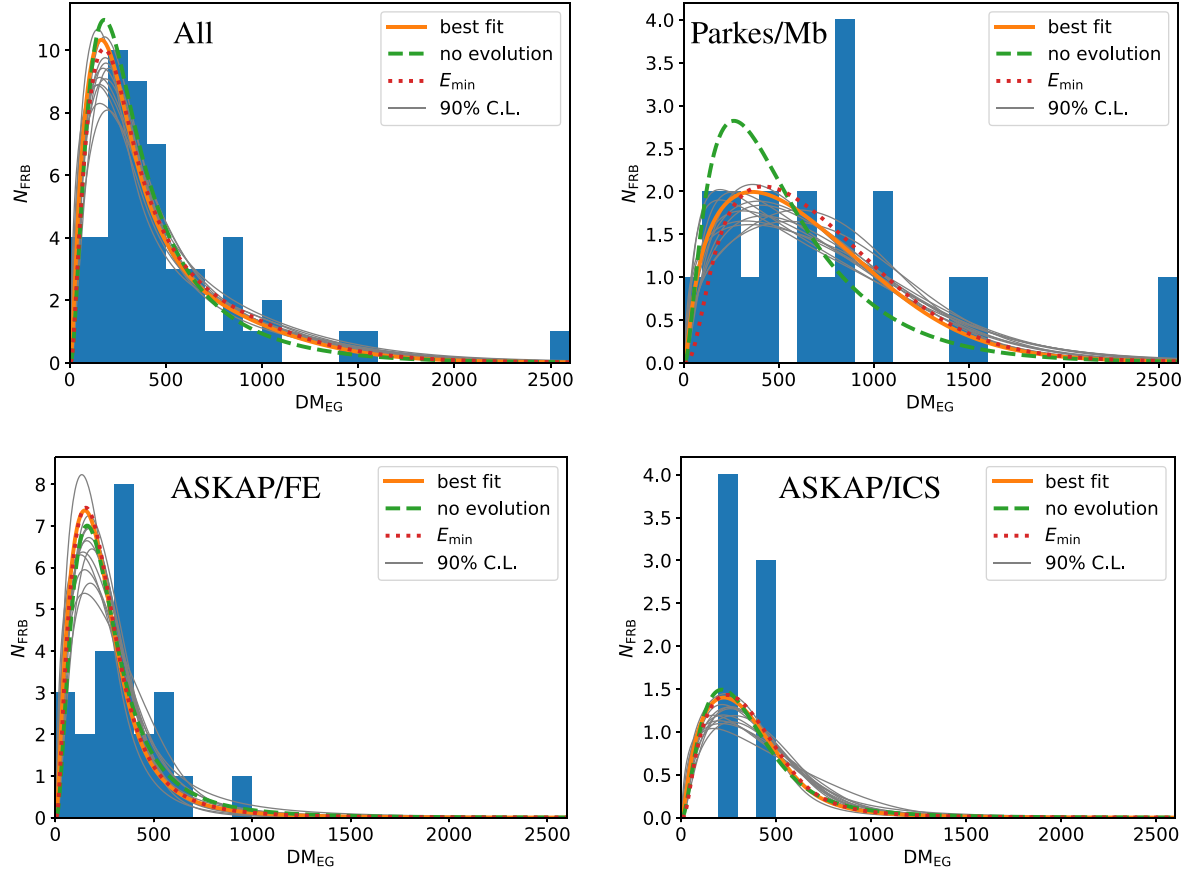 All
best fit
no evolution
E_min
90% C.L.
N_FRB
10
8
6
4
2
0
0 500 1000 1500 2000 2500
DM_EG
Parkes/Mb
best fit
no evolution
E_min
90% C.L.
N_FRB
4.0
3.5
3.0
2.5
2.0
1.5
1.0
0.5
0.0
0 500 1000 1500 2000 2500
DM_EG
ASKAP/FE
best fit
no evolution
E_min
90% C.L.
N_FRB
8
7
6
5
4
3
2
1
0
0 500 1000 1500 2000 2500
DM_EG
ASKAP/ICS
best fit
no evolution
E_min
90% C.L.
N_FRB
4.0
3.5
3.0
2.5
2.0
1.5
1.0
0.5
0.0
0 500 1000 1500 2000 2500
DM_EG